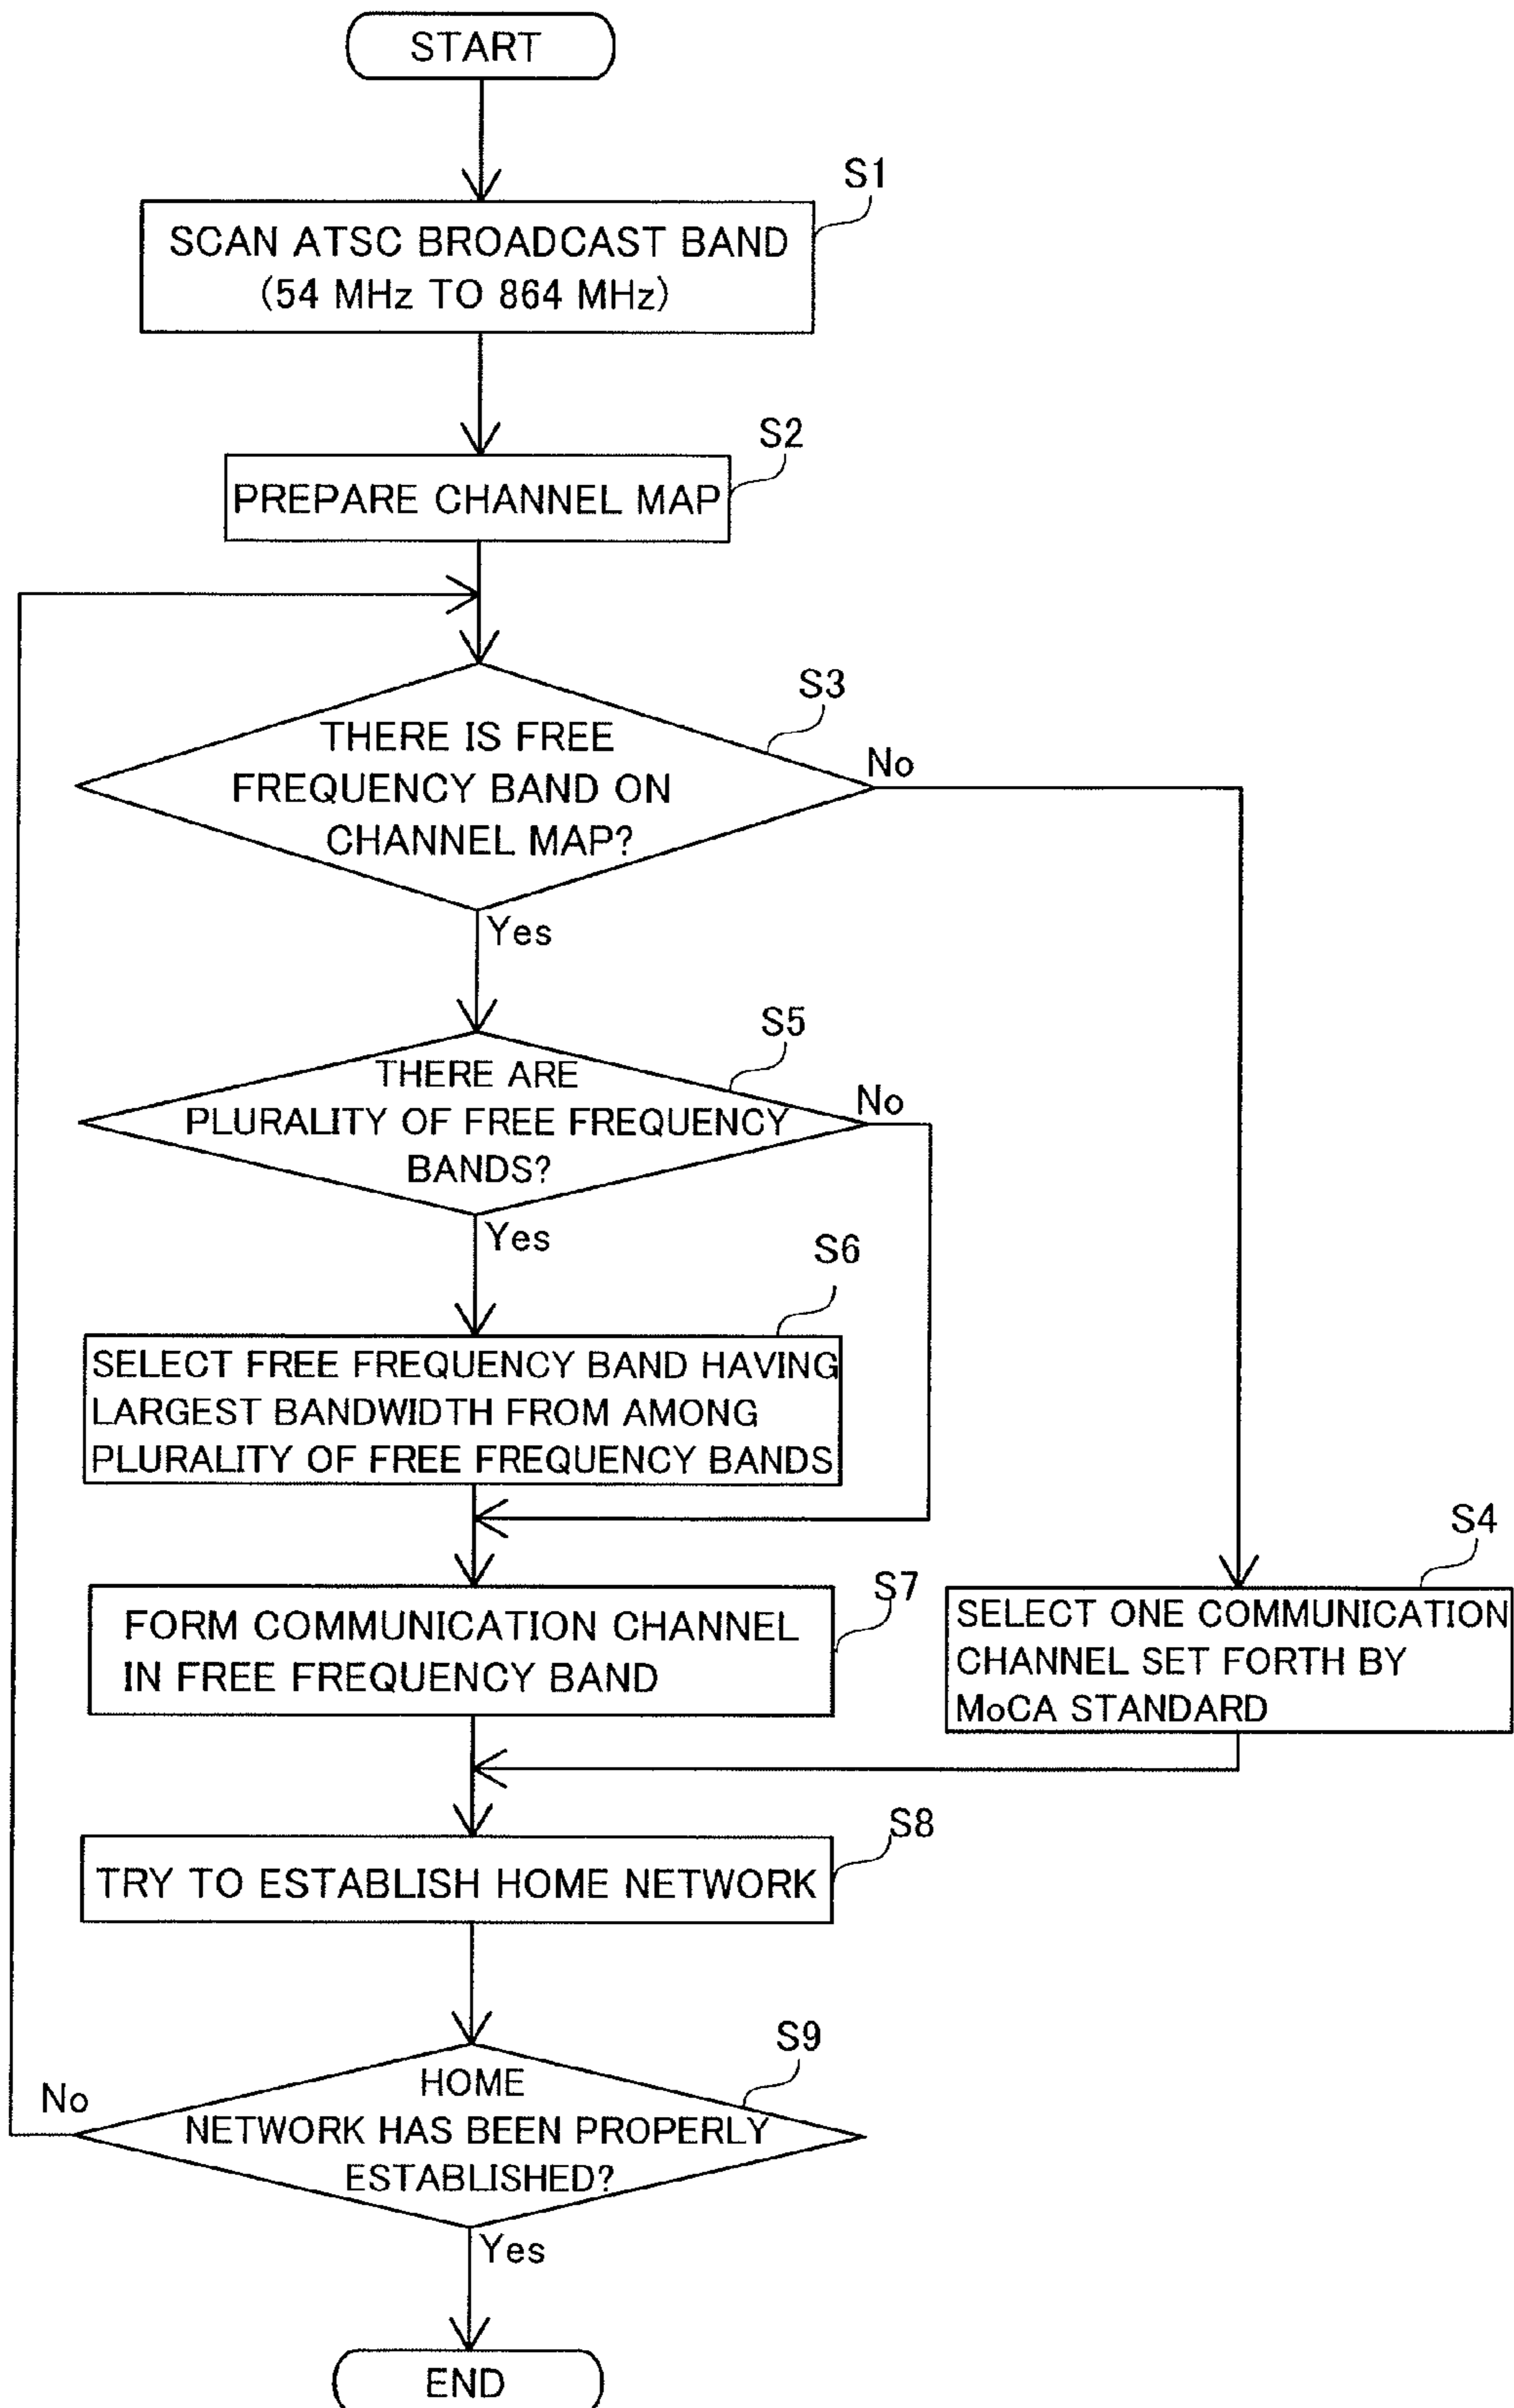 START
S1
SCAN ATSC BROADCAST BAND
(54 MHz TO 864 MHz)
S2
PREPARE CHANNEL MAP
S3
THERE IS FREE
FREQUENCY BAND ON
CHANNEL MAP?
No
Yes
S5
THERE ARE
PLURALITY OF FREE FREQUENCY
BANDS?
No
Yes
S6
SELECT FREE FREQUENCY BAND HAVING
LARGEST BANDWIDTH FROM AMONG
PLURALITY OF FREE FREQUENCY BANDS
S7
FORM COMMUNICATION CHANNEL
IN FREE FREQUENCY BAND
S4
SELECT ONE COMMUNICATION
CHANNEL SET FORTH BY
MoCA STANDARD
S8
TRY TO ESTABLISH HOME NETWORK
S9
HOME
NETWORK HAS BEEN PROPERLY
ESTABLISHED?
No
Yes
END